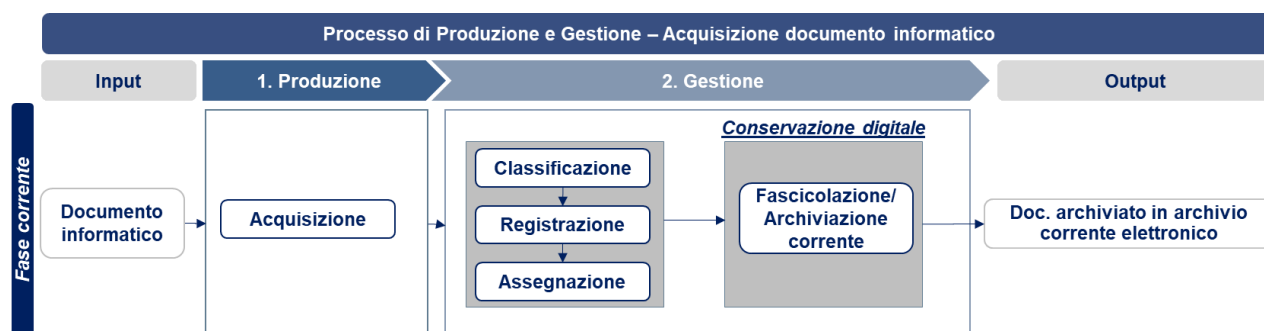 Processo di Produzione e Gestione – Acquisizione documento informatico
Input
1. Produzione
2. Gestione
Output
Fase corrente
Documento
informatico
Acquisizione
Classificazione
Registrazione
Assegnazione
Conservazione digitale
Fascicolazione/
Archiviazione
corrente
Doc. archiviato in archivio
corrente elettronico